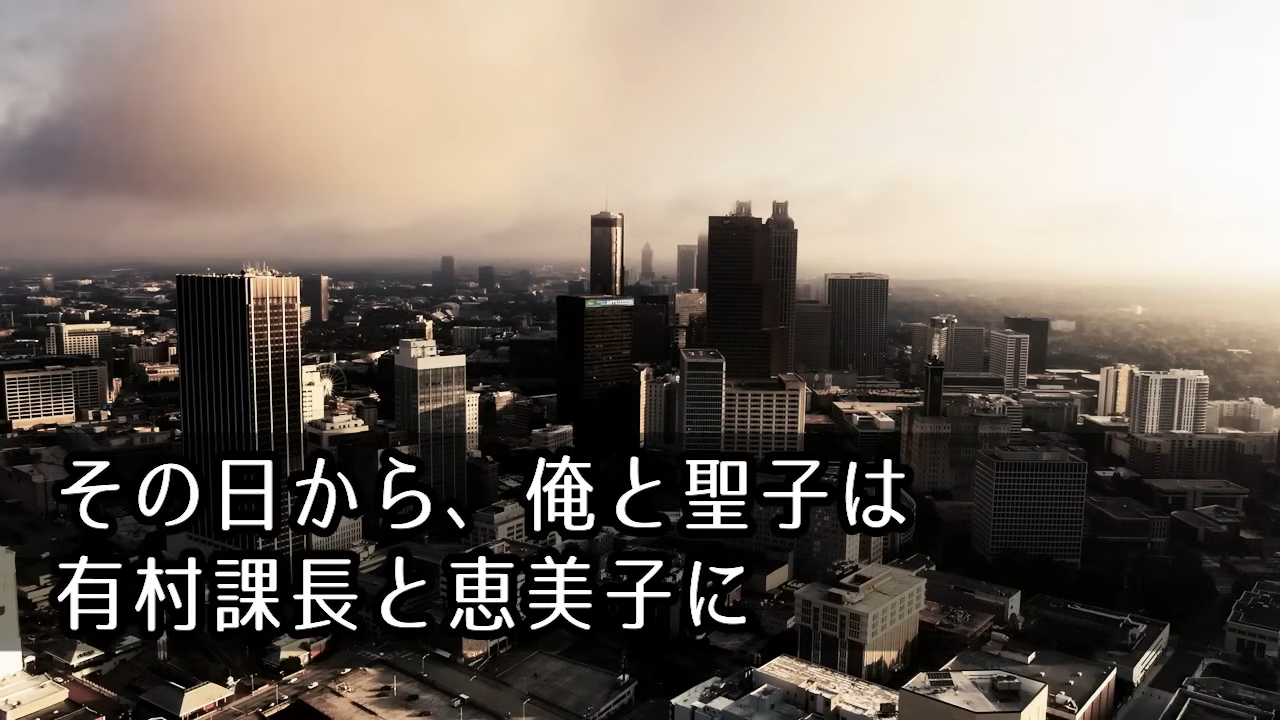 その日から、俺と聖子は
有村課長と恵美子に